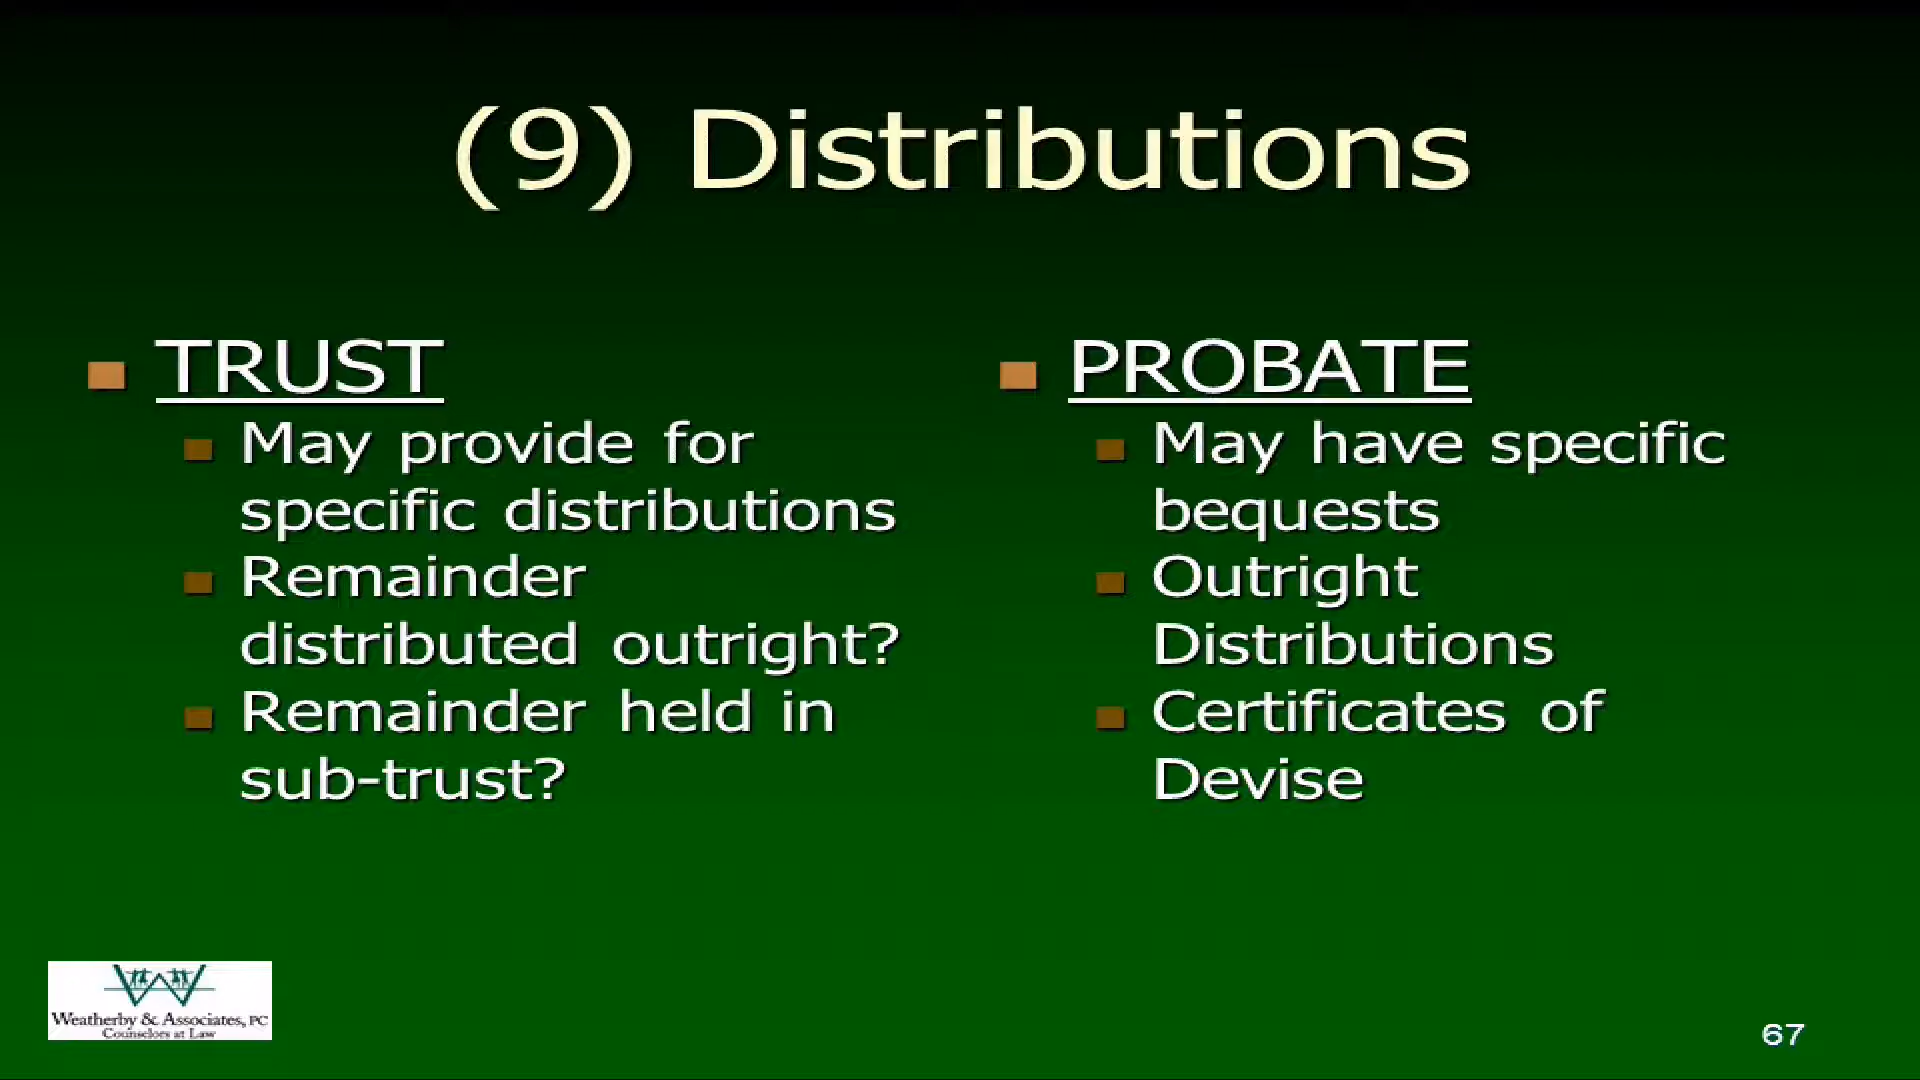 (9) Distributions
TRUST
May provide for
specific distributions
Remainder
distributed outright?
Remainder held in
sub-trust?
PROBATE
May have specific
bequests
Outright
Distributions
Certificates of
Devise
Weatherby & Associates, PC
Counselors at Law
67